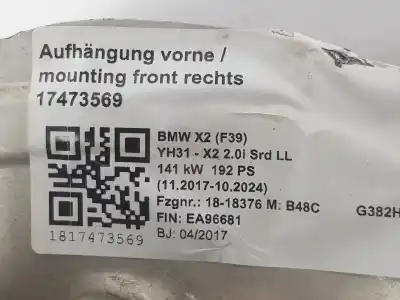 Aufhängung vorne /
mounting front rechts
17473569
BMW X2 (F39)
YH31 - X2 2.0i Srd LL
141 kW 192 PS
(11.2017-10.2024)
Fzgnr.: 18-18376 M: B48C G382H
FIN: EA96681
BJ: 04/2017
1817473569